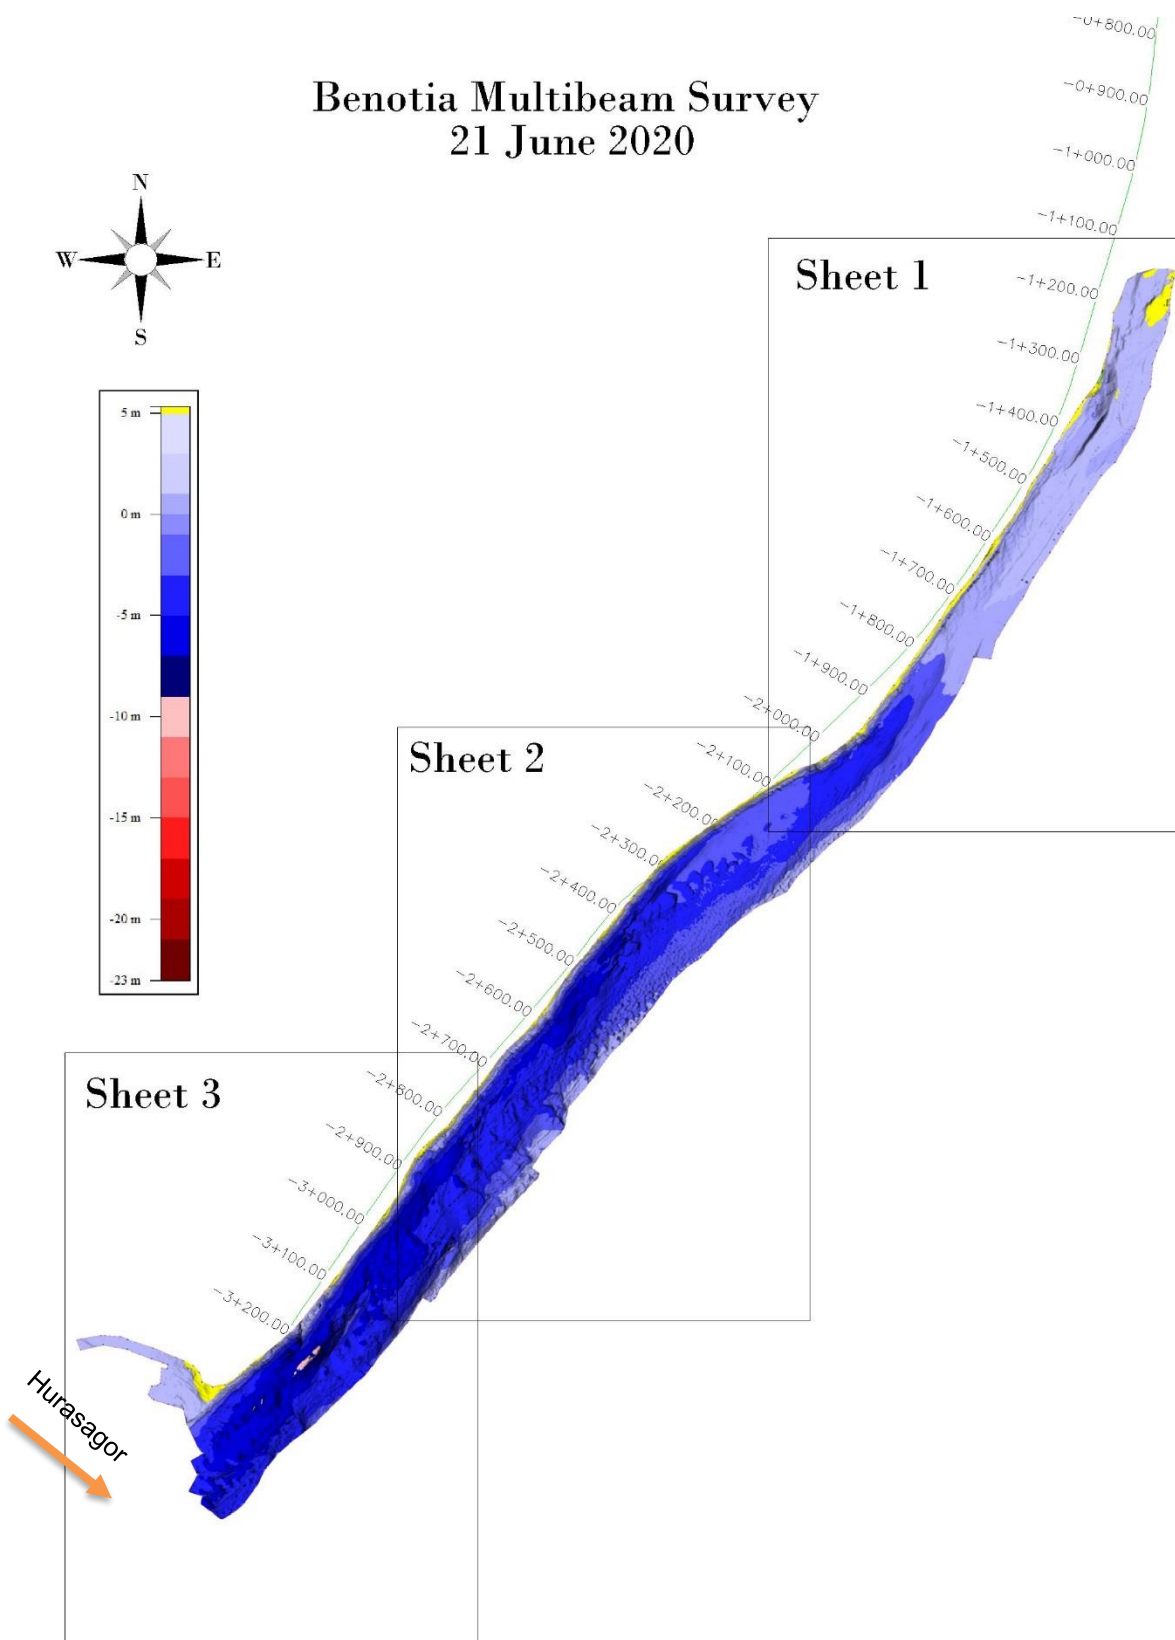 -0+800.00
Benotia Multibeam Survey
21 June 2020
-0+900.00
-1+000.00
N
W
E
S
-1+100.00
Sheet 1
-1+200.00
-1+300.00
-1+400.00
-1+500.00
-1+600.00
-1+700.00
-1+800.00
-1+900.00
5 m
0 m
-5 m
-10 m
-15 m
-20 m
-23 m
-2+000.00
Sheet 2
-2+100.00
-2+200.00
-2+300.00
-2+400.00
-2+500.00
-2+600.00
-2+700.00
Sheet 3
-2+800.00
-2+900.00
-3+000.00
-3+100.00
-3+200.00
Hurasagor